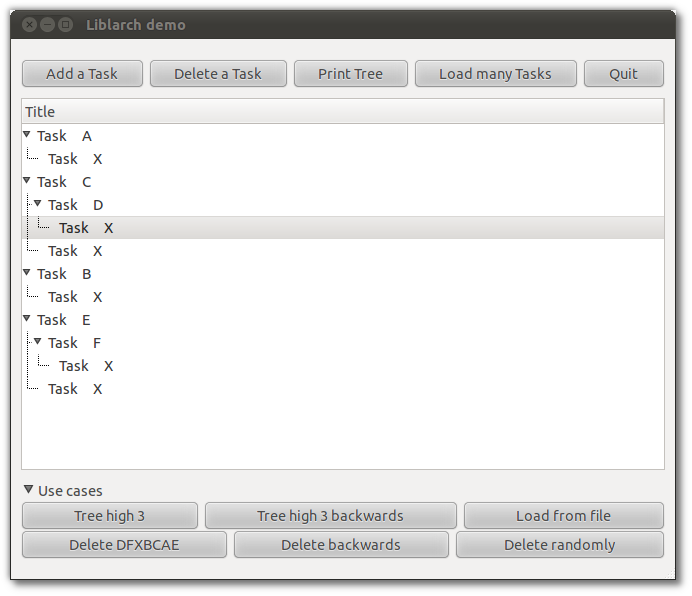 Liblarch demo
Add a Task Delete a Task Print Tree Load many Tasks Quit
Title
Task A
Task X
Task C
Task D
Task X
Task X
Task B
Task X
Task E
Task F
Task X
Task X
Use cases
Tree high 3 Tree high 3 backwards Load from file
Delete DFXBCAE Delete backwards Delete randomly